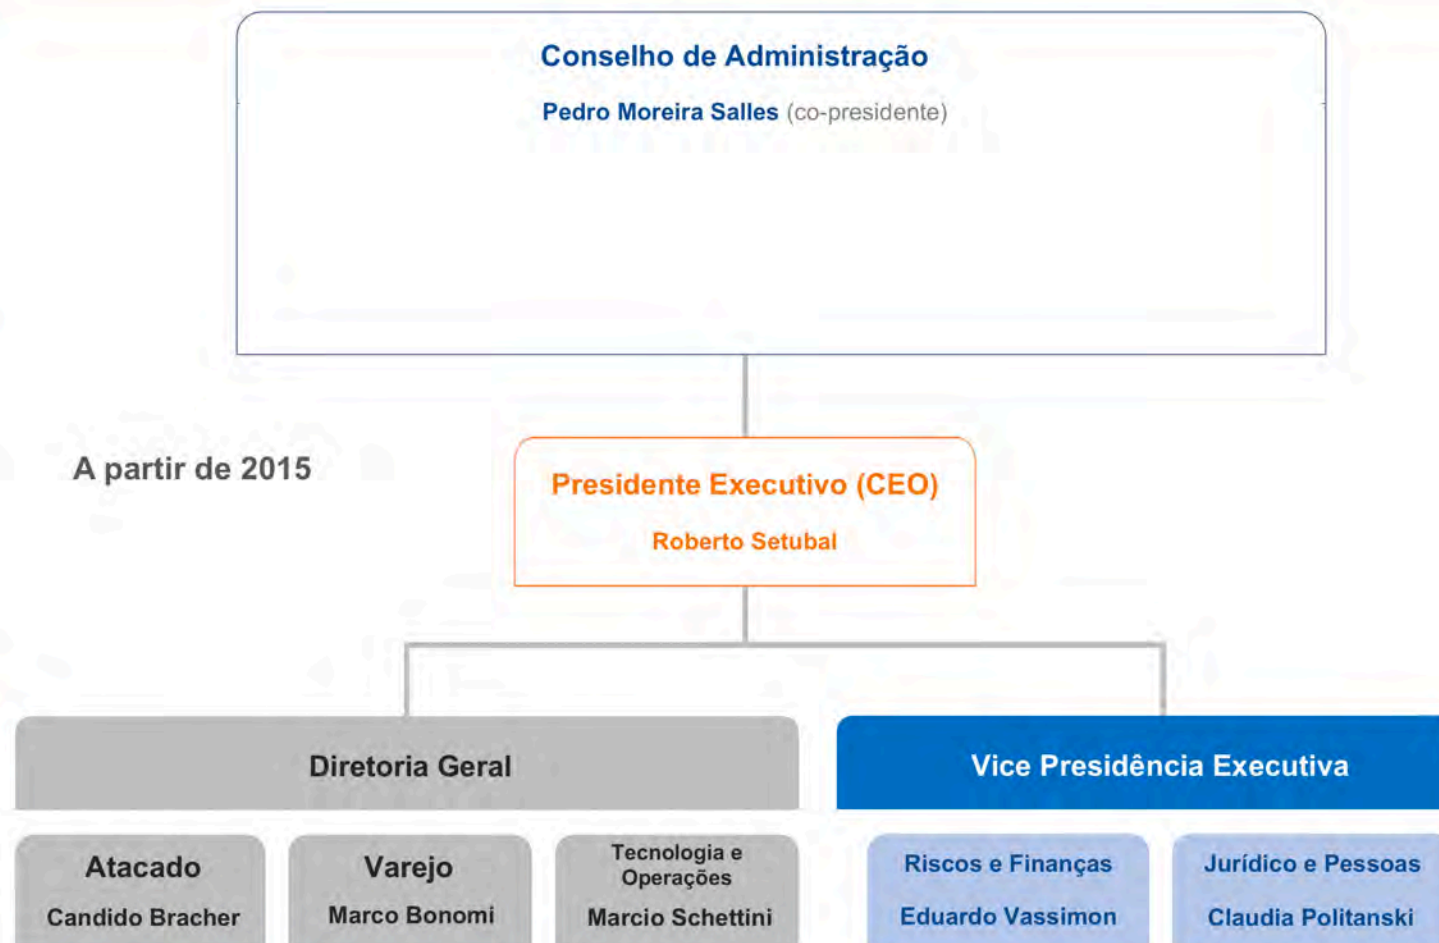 Conselho de Administração
Pedro Moreira Salles (co-presidente)
A partir de 2015
Presidente Executivo (CEO)
Roberto Setubal
Diretoria Geral
Vice Presidência Executiva
Atacado
Candido Bracher
Varejo
Marco Bonomi
Tecnologia e
Operações
Marcio Schettini
Riscos e Finanças
Eduardo Vassimon
Jurídico e Pessoas
Claudia Politanski